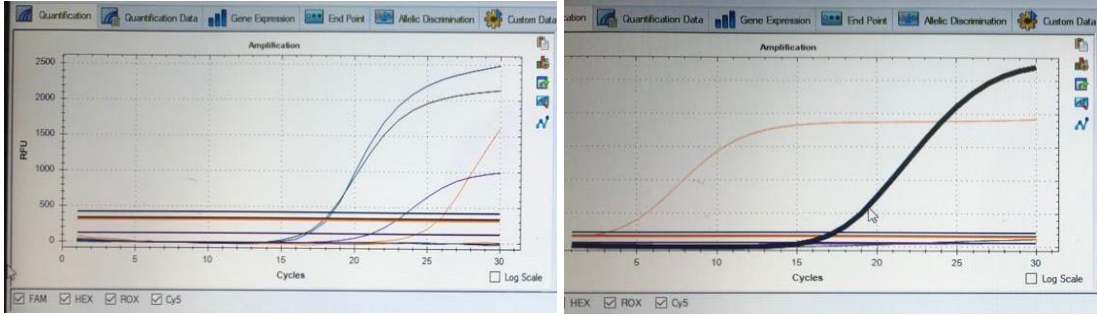 Quantification Quantification Data Gene Expression End Point Allelic Discrimination Custom Data
Amplification
2500
2000
1500
1000
500
0
RFU
0 5 10 15 20 25 30
Cycles
Log Scale
FAM HEX ROX Cy5
Quantification Data Gene Expression End Point Allelic Discrimination Custom Data
Amplification
5 10 15 20 25 30
Cycles
Log Scale
HEX ROX Cy5